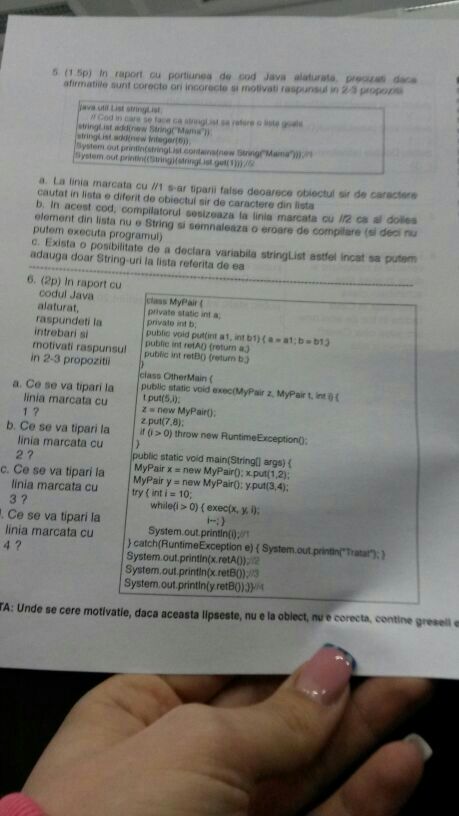 5. (1.5p) In raport cu portiunea de cod Java alaturata, precizati daca
afirmatiile sunt corecte ori incorecte si motivati raspunsul in 2-3 propozitii
java.util.List stringList;
... // Cod in care se face ca stringList sa refere o lista goala
stringList.add(new String("Mama"));
stringList.add(new Integer(6));
System.out.println(stringList.contains(new String("Mama")));//1
System.out.println((String)(stringList.get(1)));//2
a. La linia marcata cu //1 s-ar tipari false deoarece obiectul sir de caractere
cautat in lista e diferit de obiectul sir de caractere din lista
b. In acest cod, compilatorul sesizeaza la linia marcata cu //2 ca al doilea
element din lista nu e String si semnaleaza o eroare de compilare (si deci nu
putem executa programul)
c. Exista o posibilitate de a declara variabila stringList astfel incat sa putem
adauga doar String-uri la lista referita de ea
6. (2p) In raport cu
codul Java
alaturat,
raspundeti la
intrebari si
motivati raspunsul
in 2-3 propozitii
a. Ce se va tipari la
linia marcata cu
1 ?
b. Ce se va tipari la
linia marcata cu
2 ?
c. Ce se va tipari la
linia marcata cu
3 ?
. Ce se va tipari la
linia marcata cu
4 ?
class MyPair {
private static int a;
private int b;
public void put(int a1, int b1) { a = a1; b = b1;}
public int retA() {return a;}
public int retB() {return b;}
}
class OtherMain {
public static void exec(MyPair z, MyPair t, int i) {
t.put(5,i);
z = new MyPair();
z.put(7,8);
if (i > 0) throw new RuntimeException();
}
public static void main(String[] args) {
MyPair x = new MyPair(); x.put(1,2);
MyPair y = new MyPair(); y.put(3,4);
try { int i = 10;
while(i > 0) { exec(x, y, i);
i--; }
System.out.println(i);//1
} catch(RuntimeException e) { System.out.println("Tratat"); }
System.out.println(x.retA());//2
System.out.println(x.retB());//3
System.out.println(y.retB());}}//4
TA: Unde se cere motivatie, daca aceasta lipseste, nu e la obiect, nu e corecta, contine greseli e